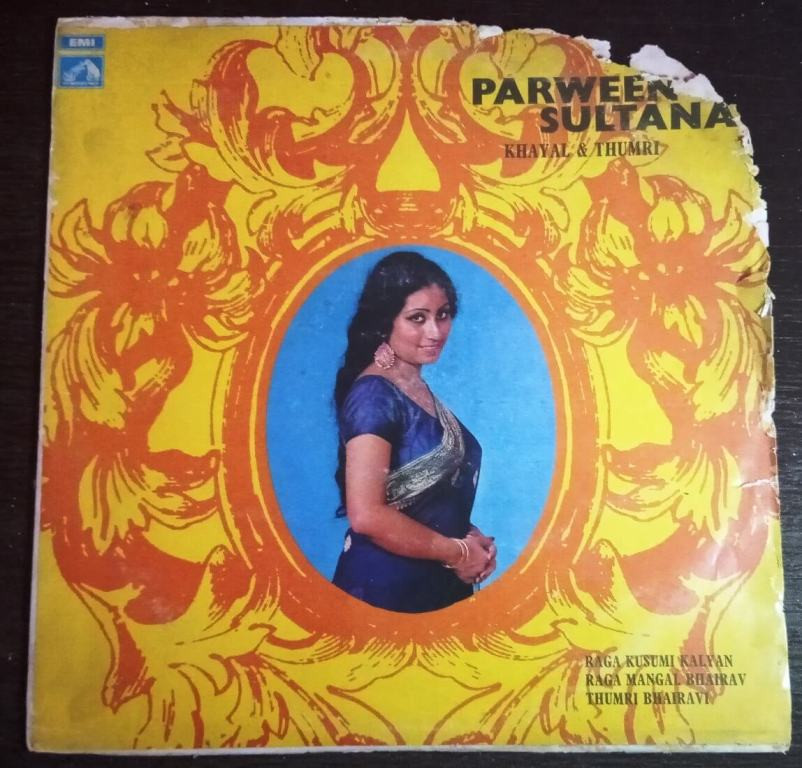 EMI
PARWEEN
SULTANA
KHAYAL & THUMRI
RAGA KUSUMI KALYAN
RAGA MANGAL BHAIRAV
THUMRI BHAIRAVI